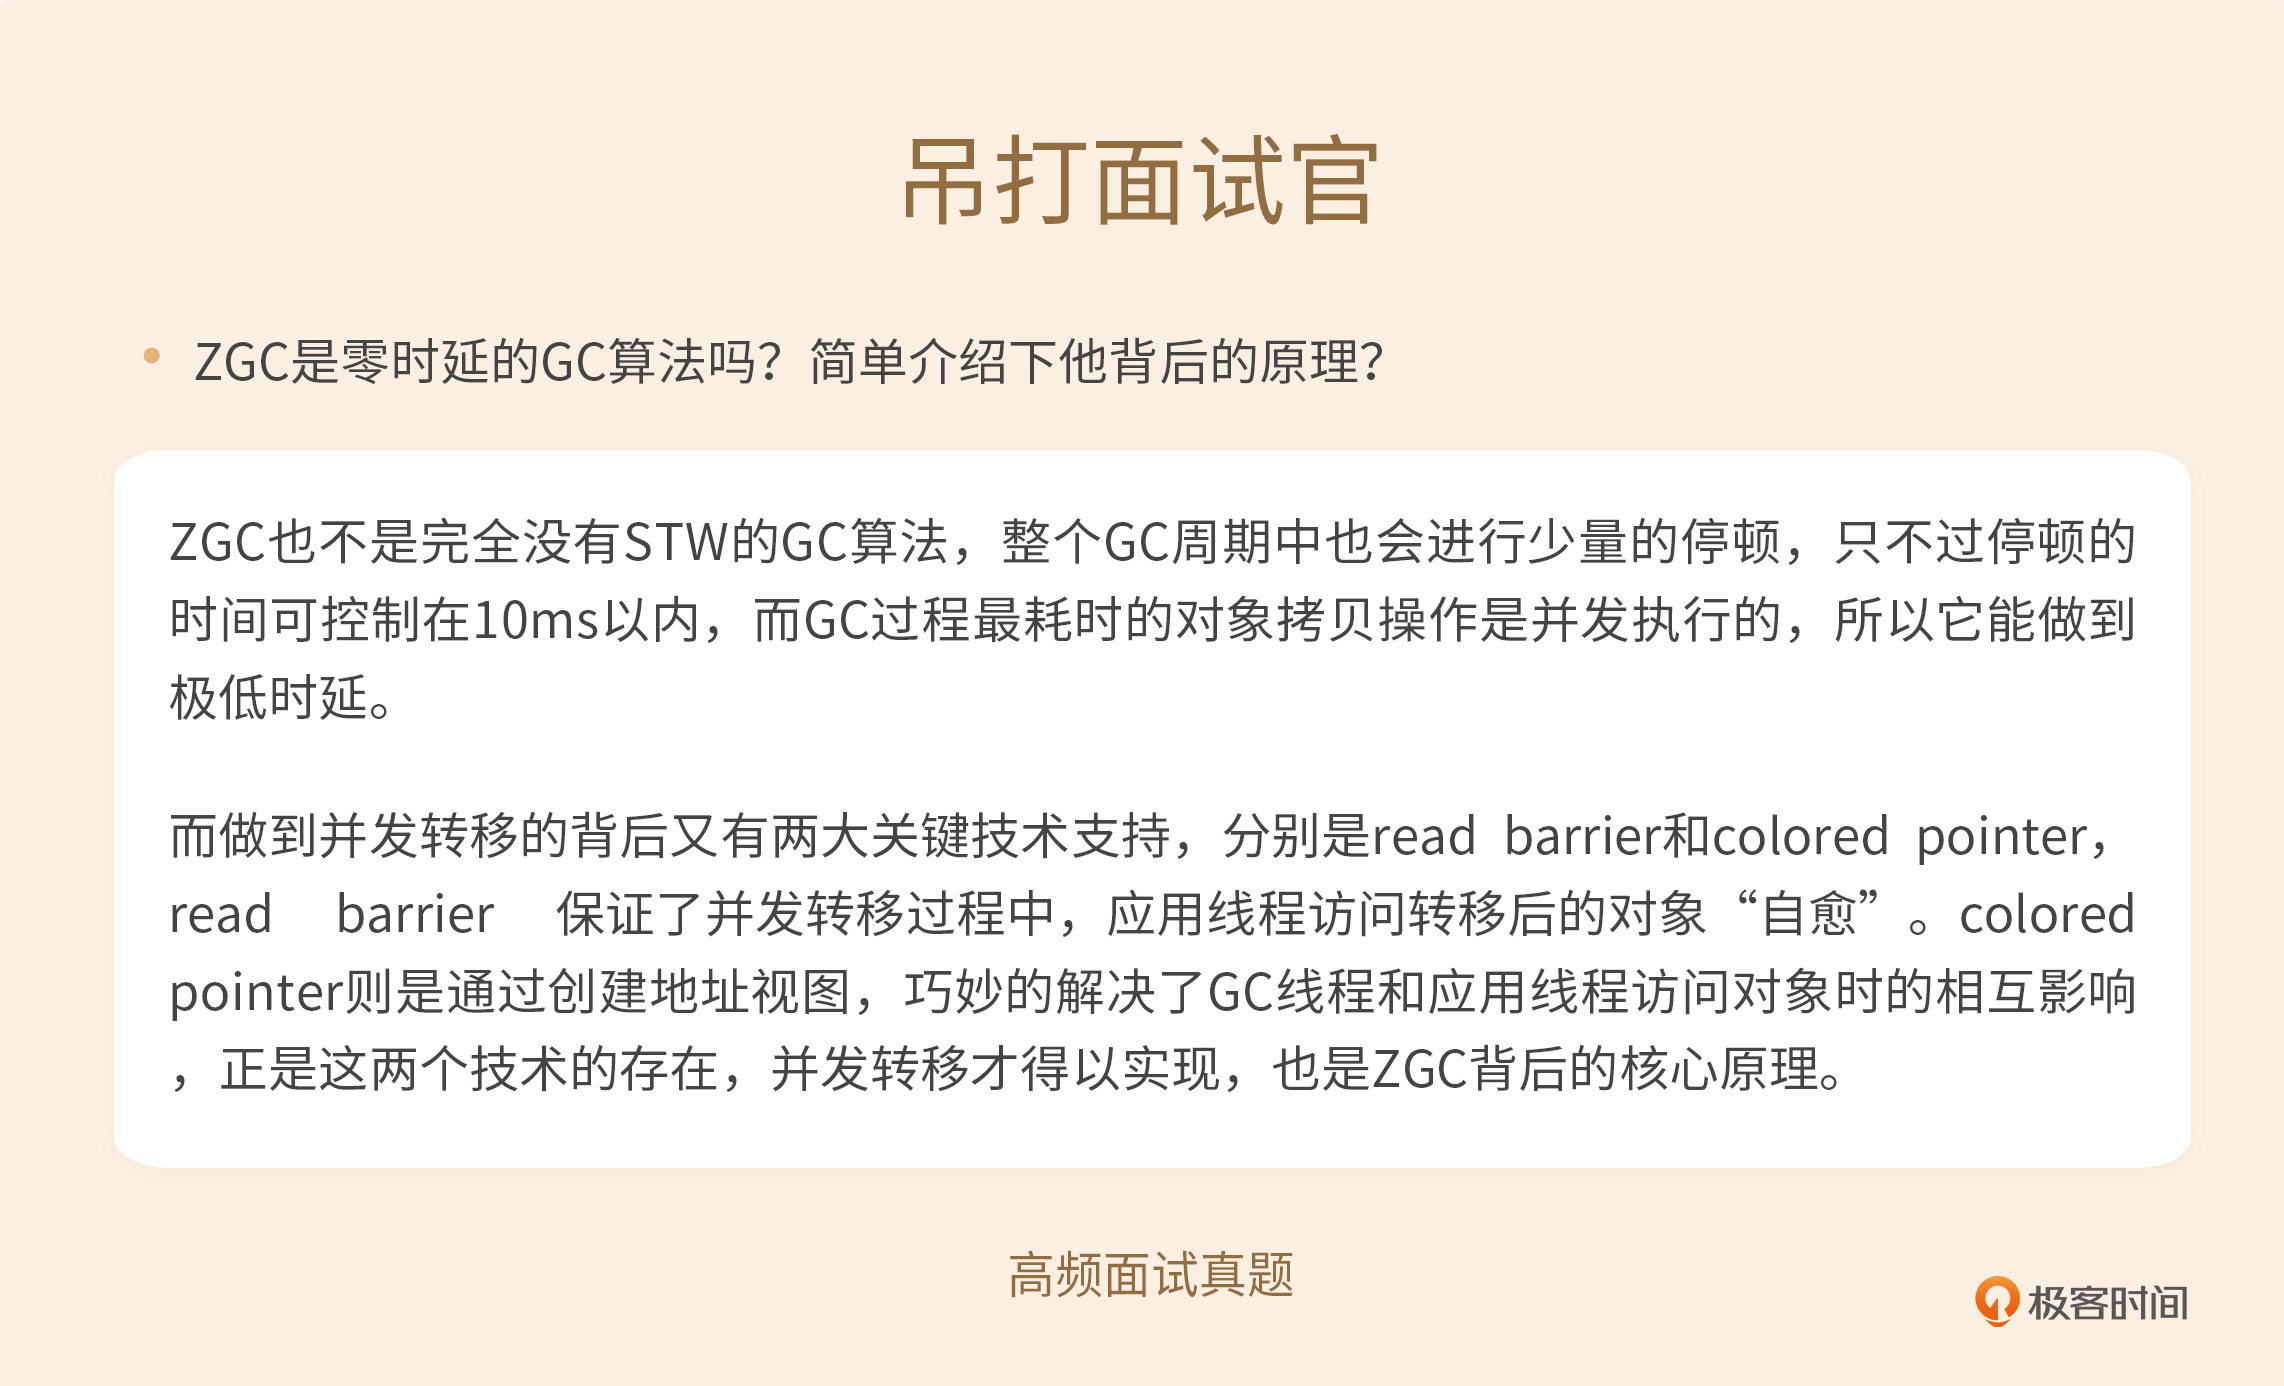 吊打面试官
ZGC是零时延的GC算法吗？简单介绍下他背后的原理？
ZGC也不是完全没有STW的GC算法，整个GC周期中也会进行少量的停顿，只不过停顿的
时间可控制在10ms以内，而GC过程最耗时的对象拷贝操作是并发执行的，所以它能做到
极低时延。
而做到并发转移的背后又有两大关键技术支持，分别是read barrier和colored pointer，
read barrier 保证了并发转移过程中，应用线程访问转移后的对象“自愈”。colored
pointer则是通过创建地址视图，巧妙的解决了GC线程和应用线程访问对象时的相互影响
，正是这两个技术的存在，并发转移才得以实现，也是ZGC背后的核心原理。
高频面试真题
极客时间